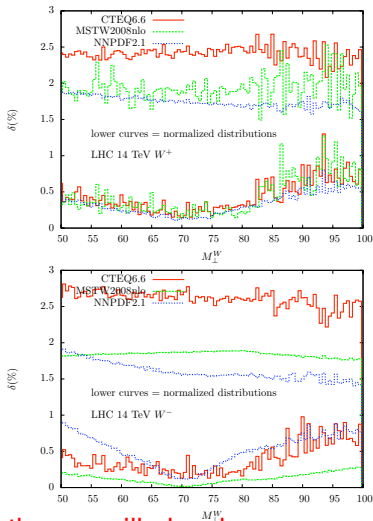 3
2.5
2
1.5
1
0.5
0
δ(%)
CTEQ6.6
MSTW2008nlo
NNPDF2.1
lower curves = normalized distributions
LHC 14 TeV W⁺
50 55 60 65 70 75 80 85 90 95 100
M⊥^W
3
2.5
2
1.5
1
0.5
0
δ(%)
CTEQ6.6
MSTW2008nlo
NNPDF2.1
lower curves = normalized distributions
LHC 14 TeV W⁻
50 55 60 65 70 75 80 85 90 95 100
M⊥^W